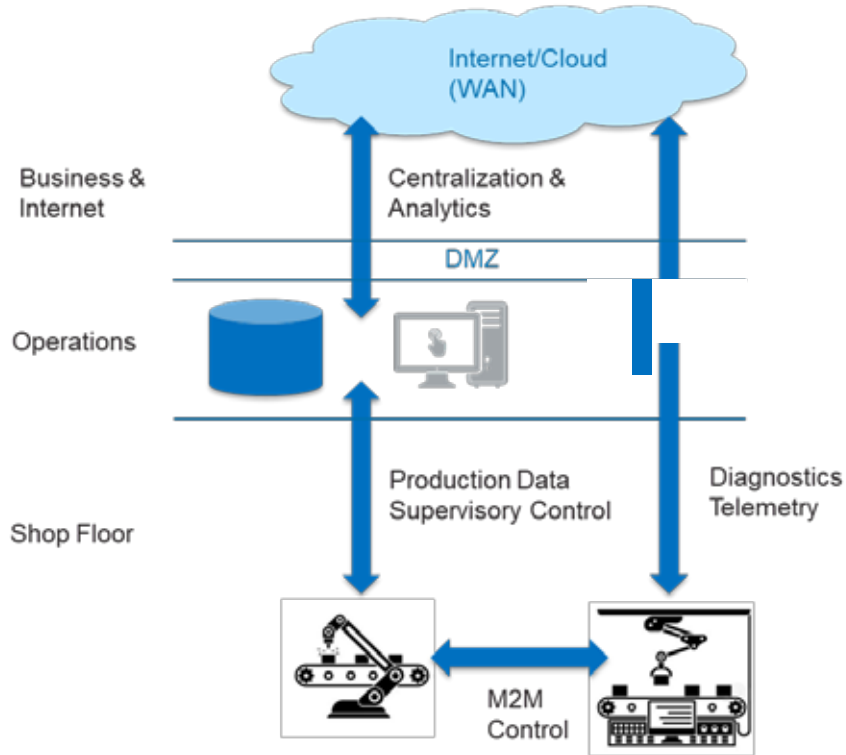 Internet/Cloud
(WAN)
Business &
Internet
Centralization &
Analytics
DMZ
Operations
Production Data
Supervisory Control
Diagnostics
Telemetry
Shop Floor
M2M
Control